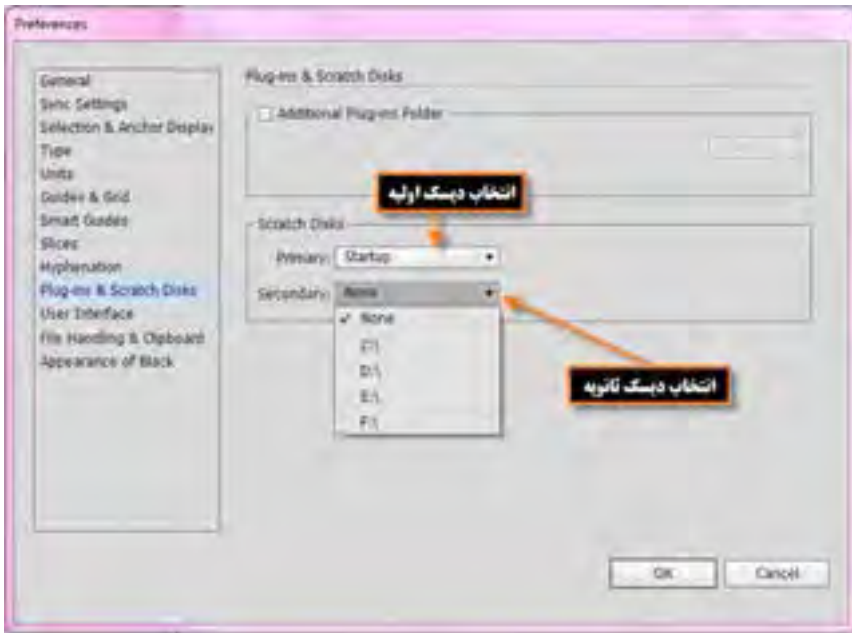 Preferences
General
Sync Settings
Selection & Anchor Display
Type
Units
Guides & Grid
Smart Guides
Slices
Hyphenation
Plug-ins & Scratch Disks
User Interface
File Handling & Clipboard
Appearance of Black
Plug-ins & Scratch Disks
Additional Plug-ins Folder
انتخاب دیسک اولیه
Scratch Disks
Primary: Startup
Secondary: None
✓ None
C:\
D:\
E:\
F:\
انتخاب دیسک ثانویه
OK
Cancel